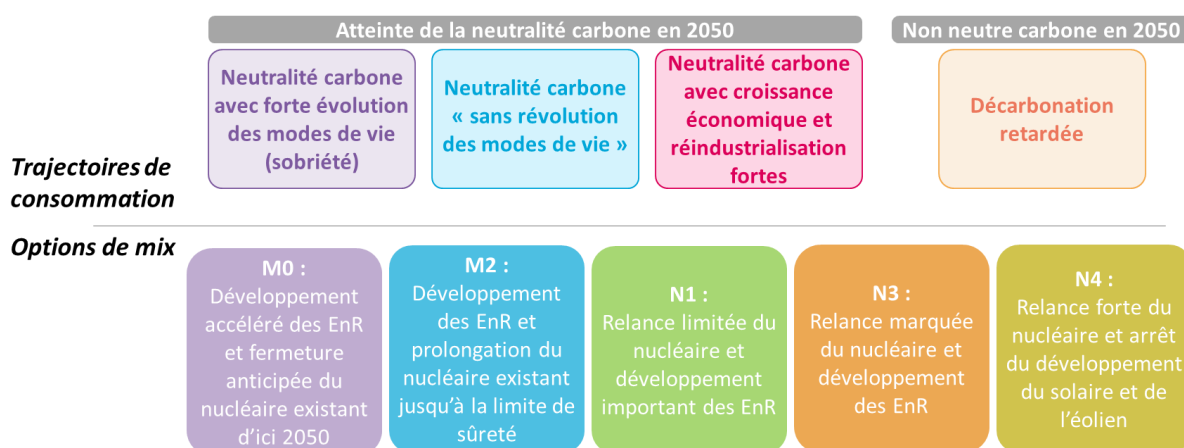 Atteinte de la neutralité carbone en 2050
Non neutre carbone en 2050
Neutralité carbone
avec forte évolution
des modes de vie
(sobriété)
Neutralité carbone
« sans révolution
des modes de vie »
Neutralité carbone
avec croissance
économique et
réindustrialisation
fortes
Décarbonation
retardée
Trajectoires de
consommation
Options de mix
M0 :
Développement
accéléré des EnR
et fermeture
anticipée du
nucléaire existant
d'ici 2050
M2 :
Développement
des EnR et
prolongation du
nucléaire existant
jusqu'à la limite de
sûreté
N1 :
Relance limitée du
nucléaire et
développement
important des EnR
N3 :
Relance marquée
du nucléaire et
développement
des EnR
N4 :
Relance forte du
nucléaire et arrêt
du développement
du solaire et de
l'éolien